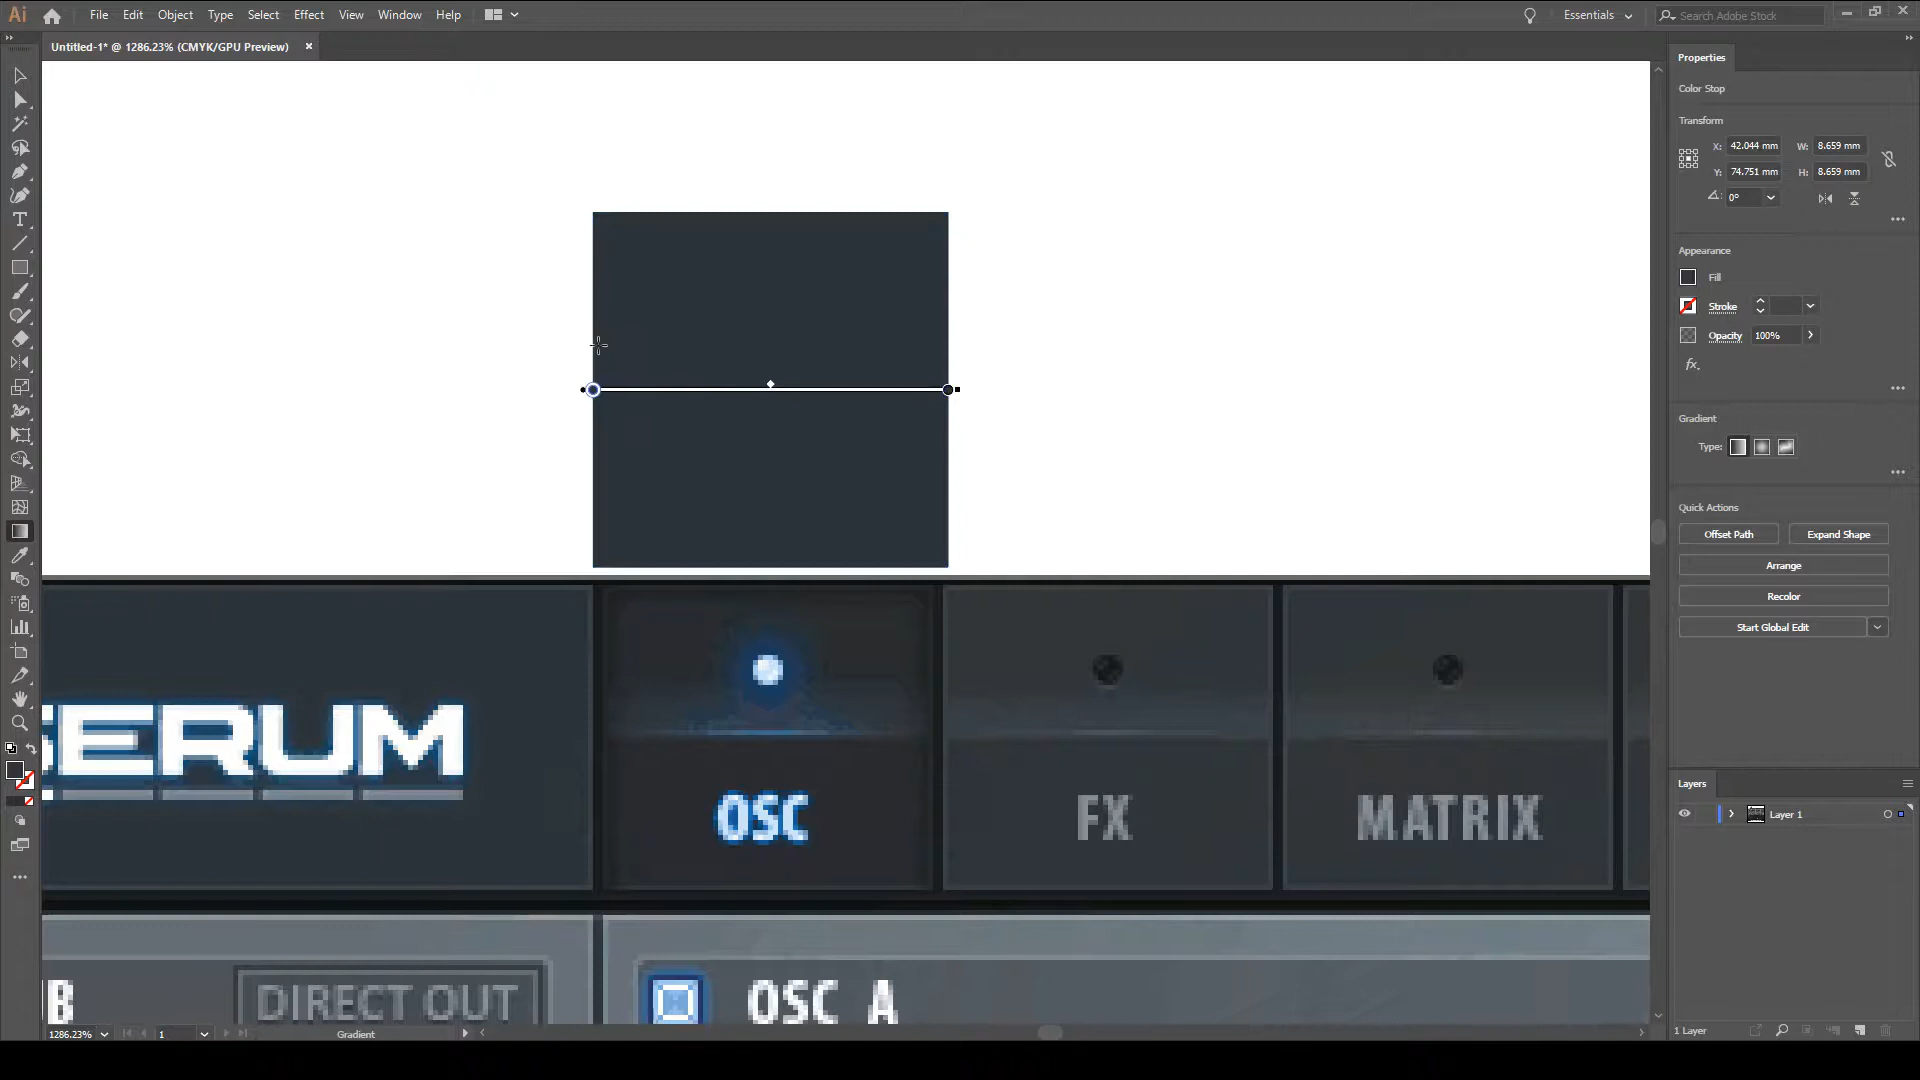 Ai File Edit Object Type Select Effect View Window Help Essentials Search Adobe Stock
Untitled-1* @ 1286.23% (CMYK/GPU Preview) ×
Properties
Color Stop
Transform
X: 42.044 mm W: 8.659 mm
Y: 74.751 mm H: 8.659 mm
0°
Appearance
Fill
Stroke
Opacity 100%
fx.
Gradient
Type:
Quick Actions
Offset Path Expand Shape
Arrange
Recolor
Start Global Edit
SERUM
OSC FX MATRIX
B DIRECT OUT OSC A
Layers
Layer 1
1 Layer
1286.23% 1 Gradient